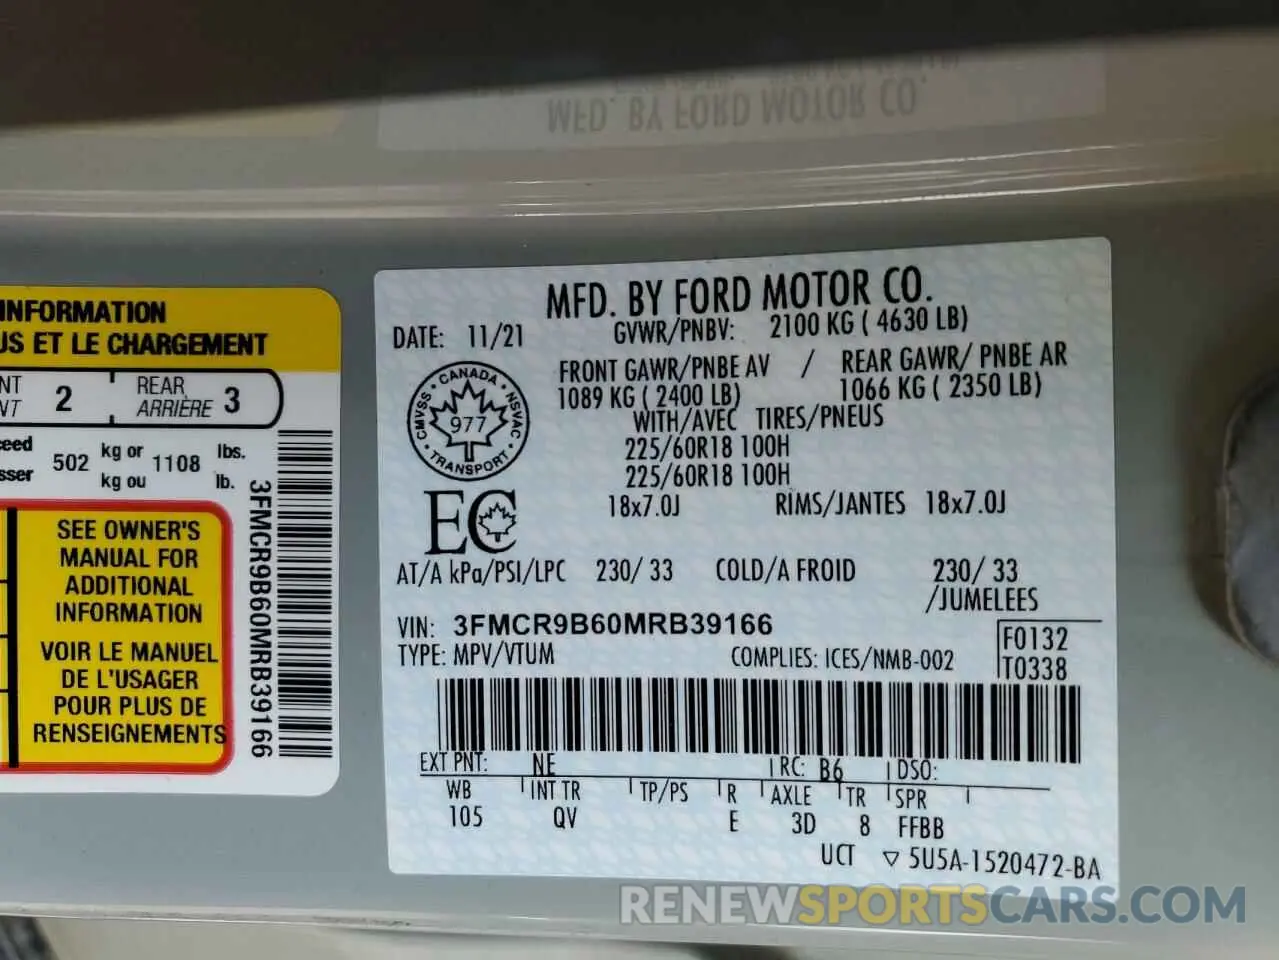 INFORMATION
US ET LE CHARGEMENT
NT 2 REAR 3
NT ARRIÈRE
ceed 502 kg or 1108 lbs.
sser kg ou lb.
SEE OWNER'S
MANUAL FOR
ADDITIONAL
INFORMATION
VOIR LE MANUEL
DE L'USAGER
POUR PLUS DE
RENSEIGNEMENTS
3FMCR9B60MRB39166
MFD. BY FORD MOTOR CO.
MFD. BY FORD MOTOR CO.
DATE: 11/21 GVWR/PNBV: 2100 KG ( 4630 LB)
FRONT GAWR/PNBE AV / REAR GAWR/ PNBE AR
1089 KG ( 2400 LB) 1066 KG ( 2350 LB)
WITH/AVEC TIRES/PNEUS
225/60R18 100H
225/60R18 100H
18x7.0J RIMS/JANTES 18x7.0J
CANADA
CMVSS NSVAC
977
TRANSPORT
EC
AT/A kPa/PSI/LPC 230/ 33 COLD/A FROID 230/ 33
/JUMELEES
VIN: 3FMCR9B60MRB39166
F0132
TYPE: MPV/VTUM COMPLIES: ICES/NMB-002 T0338
EXT PNT: NE RC: B6 DSO:
WB INT TR TP/PS R AXLE TR SPR
105 QV E 3D 8 FFBB
UCT ▽ 5U5A-1520472-BA
RENEWSPORTSCARS.COM